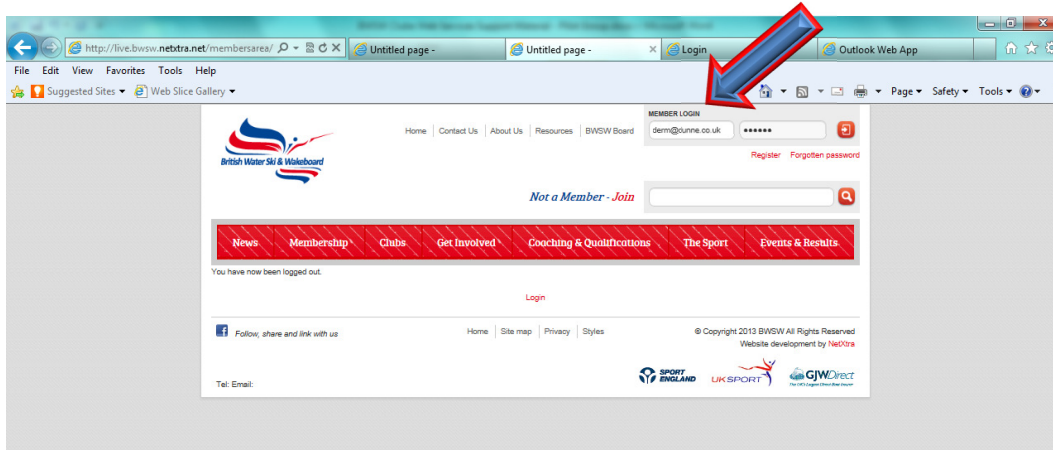 http://live.bwsw.netxtra.net/membersarea/
Untitled page -
Untitled page -
Login
Outlook Web App
File Edit View Favorites Tools Help
Suggested Sites
Web Slice Gallery
Page Safety Tools
British Water Ski & Wakeboard
Home Contact Us About Us Resources BWSW Board
MEMBER LOGIN
derm@dunne.co.uk ••••••
Register Forgotten password
Not a Member - Join
News Membership Clubs Get Involved Coaching & Qualifications The Sport Events & Results
You have now been logged out.
Login
Follow, share and link with us
Home Site map Privacy Styles
© Copyright 2013 BWSW All Rights Reserved
Website development by NetXtra
Tel: Email:
SPORT ENGLAND
UK SPORT
GJWDirect